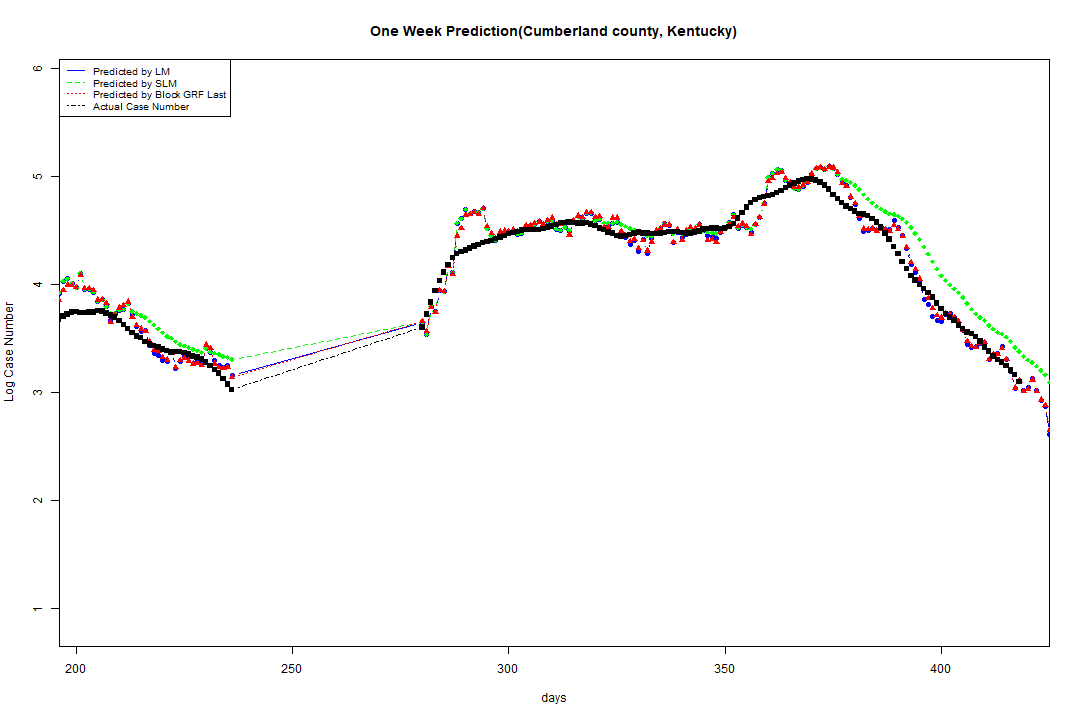 One Week Prediction(Cumberland county, Kentucky)
Predicted by LM
Predicted by SLM
Predicted by Block GRF Last
Actual Case Number
6
5
4
3
2
1
Log Case Number
200 250 300 350 400
days